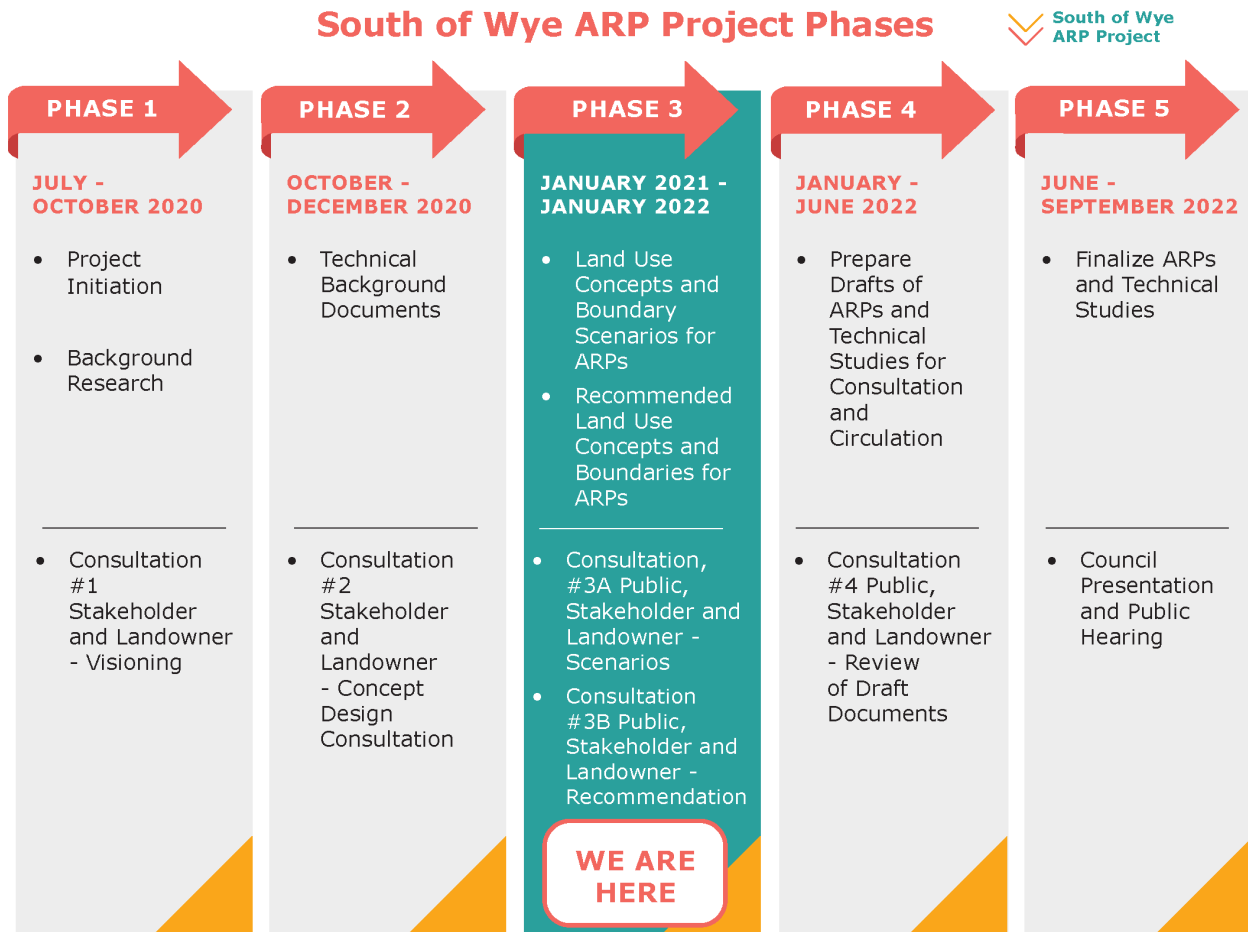 South of Wye ARP Project Phases
South of Wye
ARP Project
PHASE 1
JULY -
OCTOBER 2020
• Project
Initiation
• Background
Research
• Consultation
#1
Stakeholder
and Landowner
- Visioning
PHASE 2
OCTOBER -
DECEMBER 2020
• Technical
Background
Documents
• Consultation
#2
Stakeholder
and
Landowner
- Concept
Design
Consultation
PHASE 3
JANUARY 2021 -
JANUARY 2022
• Land Use
Concepts and
Boundary
Scenarios for
ARPs
• Recommended
Land Use
Concepts and
Boundaries for
ARPs
• Consultation,
#3A Public,
Stakeholder and
Landowner -
Scenarios
• Consultation
#3B Public,
Stakeholder and
Landowner -
Recommendation
WE ARE
HERE
PHASE 4
JANUARY -
JUNE 2022
• Prepare
Drafts of
ARPs and
Technical
Studies for
Consultation
and
Circulation
• Consultation
#4 Public,
Stakeholder
and Landowner
- Review
of Draft
Documents
PHASE 5
JUNE -
SEPTEMBER 2022
• Finalize ARPs
and Technical
Studies
• Council
Presentation
and Public
Hearing